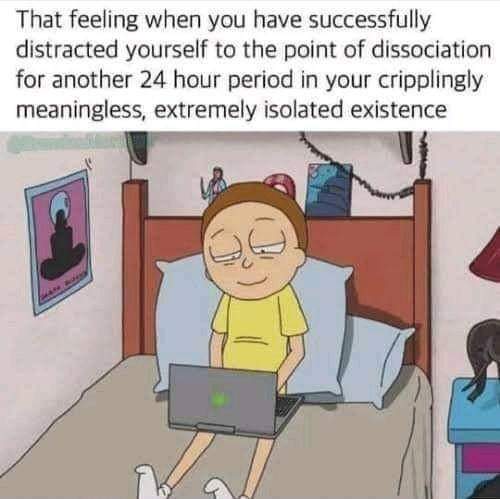 That feeling when you have successfully
distracted yourself to the point of dissociation
for another 24 hour period in your cripplingly
meaningless, extremely isolated existence